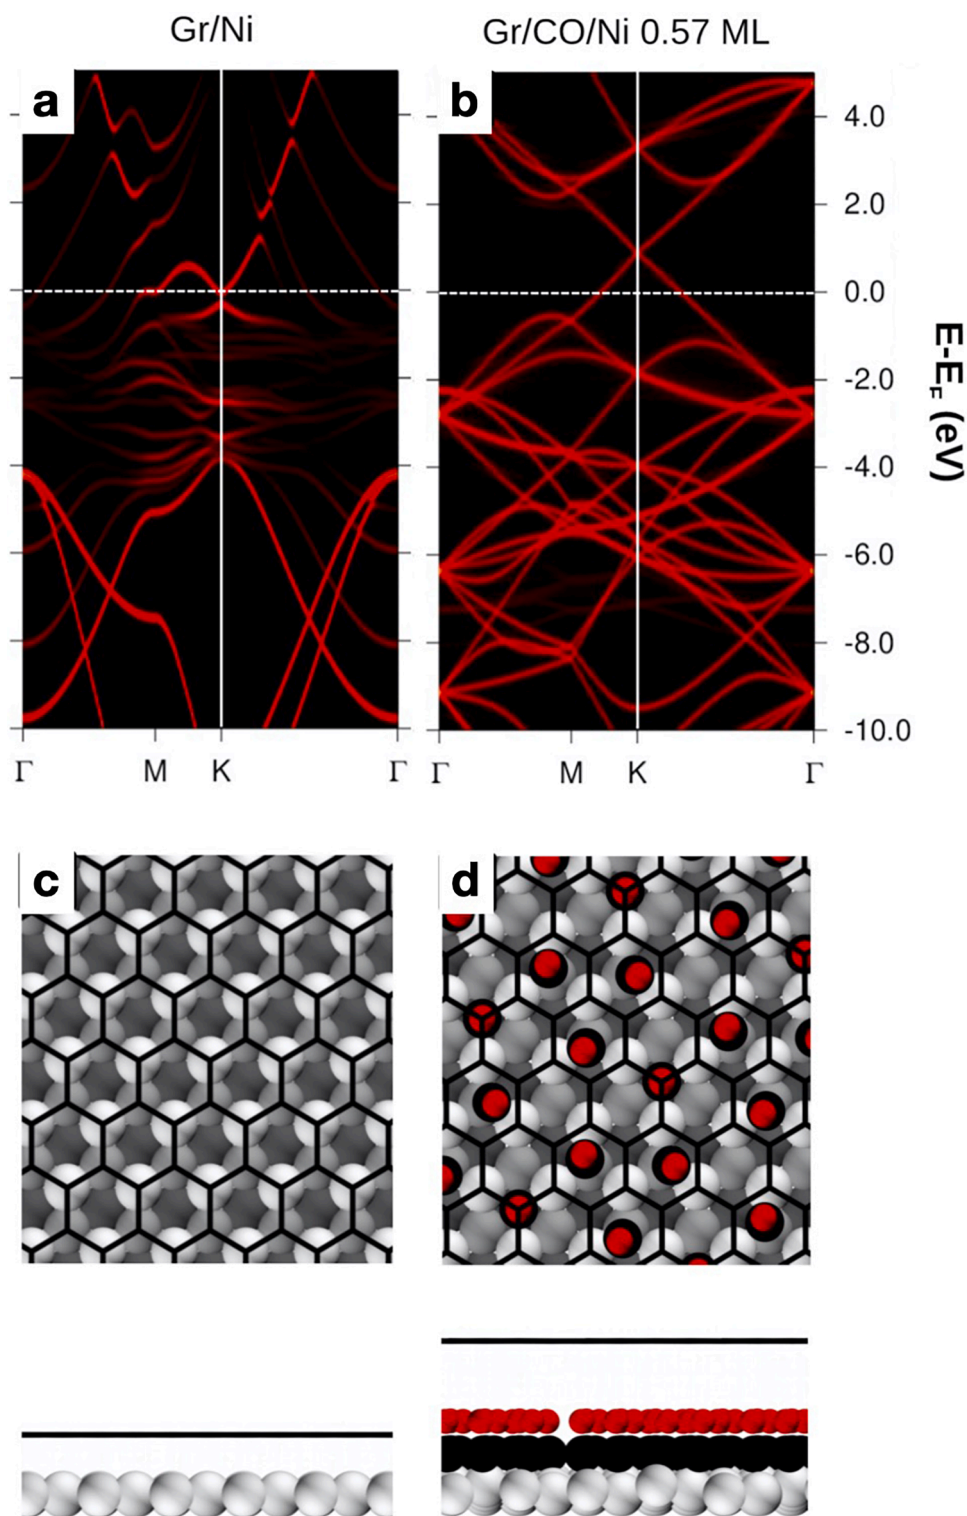 Gr/Ni
Gr/CO/Ni 0.57 ML
a
b
4.0
2.0
0.0
-2.0
-4.0
-6.0
-8.0
-10.0
E-E_F (eV)
Γ M K Γ
Γ M K Γ
c
d